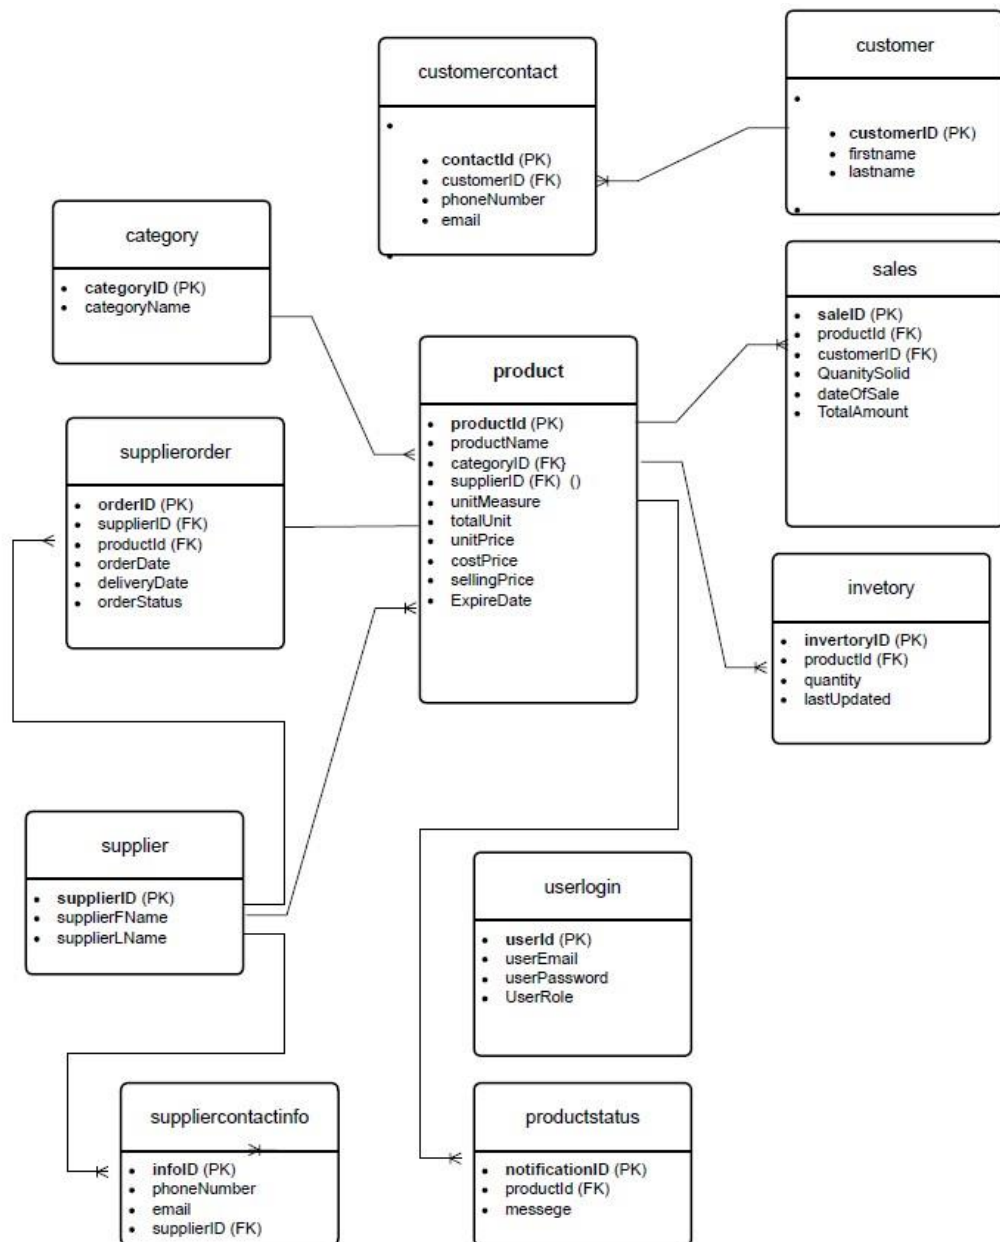 customer
customerID (PK)
firstname
lastname
customercontact
contactId (PK)
customerID (FK)
phoneNumber
email
category
categoryID (PK)
categoryName
sales
saleID (PK)
productId (FK)
customerID (FK)
QuanitySolid
dateOfSale
TotalAmount
product
productId (PK)
productName
categoryID (FK}
supplierID (FK) ()
unitMeasure
totalUnit
unitPrice
costPrice
sellingPrice
ExpireDate
supplierorder
orderID (PK)
supplierID (FK)
productId (FK)
orderDate
deliveryDate
orderStatus
invetory
invertoryID (PK)
productId (FK)
quantity
lastUpdated
supplier
supplierID (PK)
supplierFName
supplierLName
userlogin
userId (PK)
userEmail
userPassword
UserRole
suppliercontactinfo
infoID (PK)
phoneNumber
email
supplierID (FK)
productstatus
notificationID (PK)
productId (FK)
messege